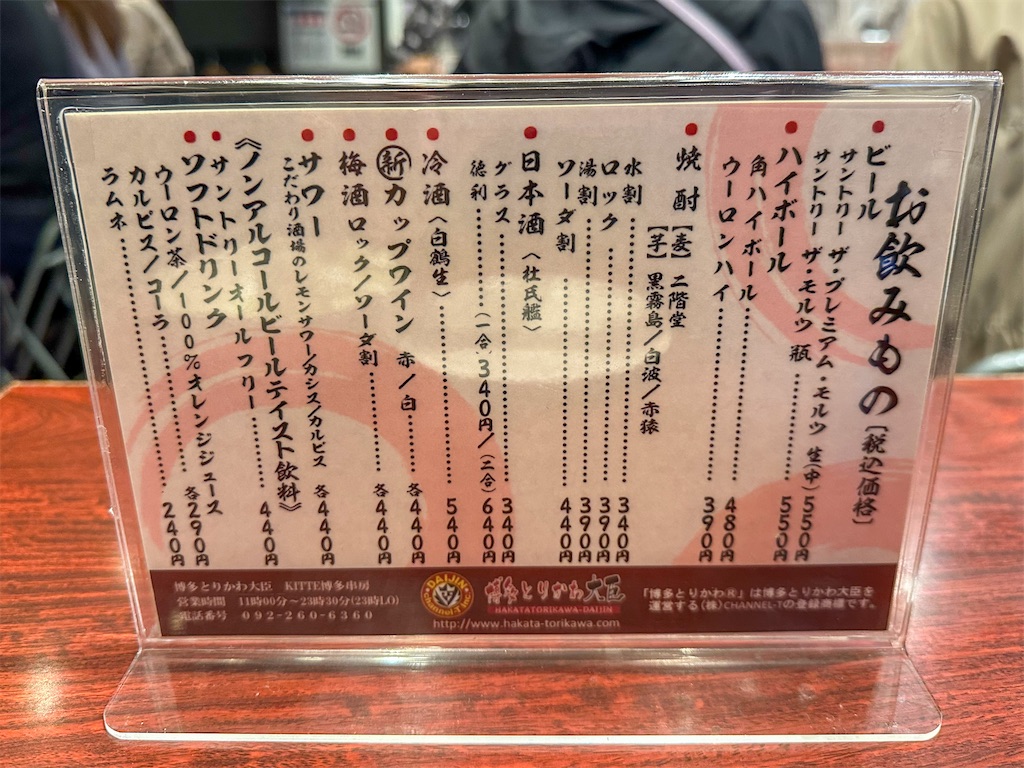 お飲みもの［税込価格］
●ビール
サントリー ザ・プレミアム・モルツ 生(中) 550円
サントリー ザ・モルツ 瓶 550円
●ハイボール
角ハイボール 480円
ウーロンハイ 390円
●焼酎【麦】二階堂
【芋】黒霧島／白波／赤猿
水割 340円
ロック 390円
湯割 390円
ソーダ割 440円
●日本酒〈杜氏鑑〉
グラス 340円
徳利 (一合)340円／(二合)640円
●冷酒〈白鶴生〉 540円
●新カップワイン 赤／白 各440円
●梅酒 ロック／ソーダ割 各440円
●サワー
こだわり酒場のレモンサワー／カシス／カルピス 各440円
《ノンアルコールビールテイスト飲料》
●サントリーオールフリー 440円
●ソフトドリンク
ウーロン茶／100％オレンジジュース
カルピス／コーラ 各290円
ラムネ 240円
博多とりかわ大臣 KITTE博多串房
営業時間 11時00分～23時30分(23時LO)
電話番号 092-260-6360
DAIJIN
Channel-T Inc
博多とりかわ大臣
HAKATATORIKAWA-DAIJIN
http://www.hakata-torikawa.com
「博多とりかわ®」は博多とりかわ大臣を
運営する(株)CHANNEL-Tの登録商標です。